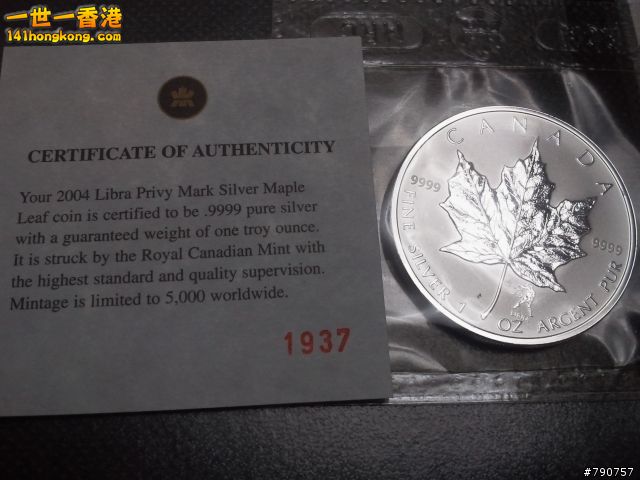 一世一香港
141hongkong.com
CERTIFICATE OF AUTHENTICITY
Your 2004 Libra Privy Mark Silver Maple
Leaf coin is certified to be .9999 pure silver
with a guaranteed weight of one troy ounce.
It is struck by the Royal Canadian Mint with
the highest standard and quality supervision.
Mintage is limited to 5,000 worldwide.
1937
CANADA
9999
9999
FINE SILVER 1 OZ ARGENT PUR
#790757